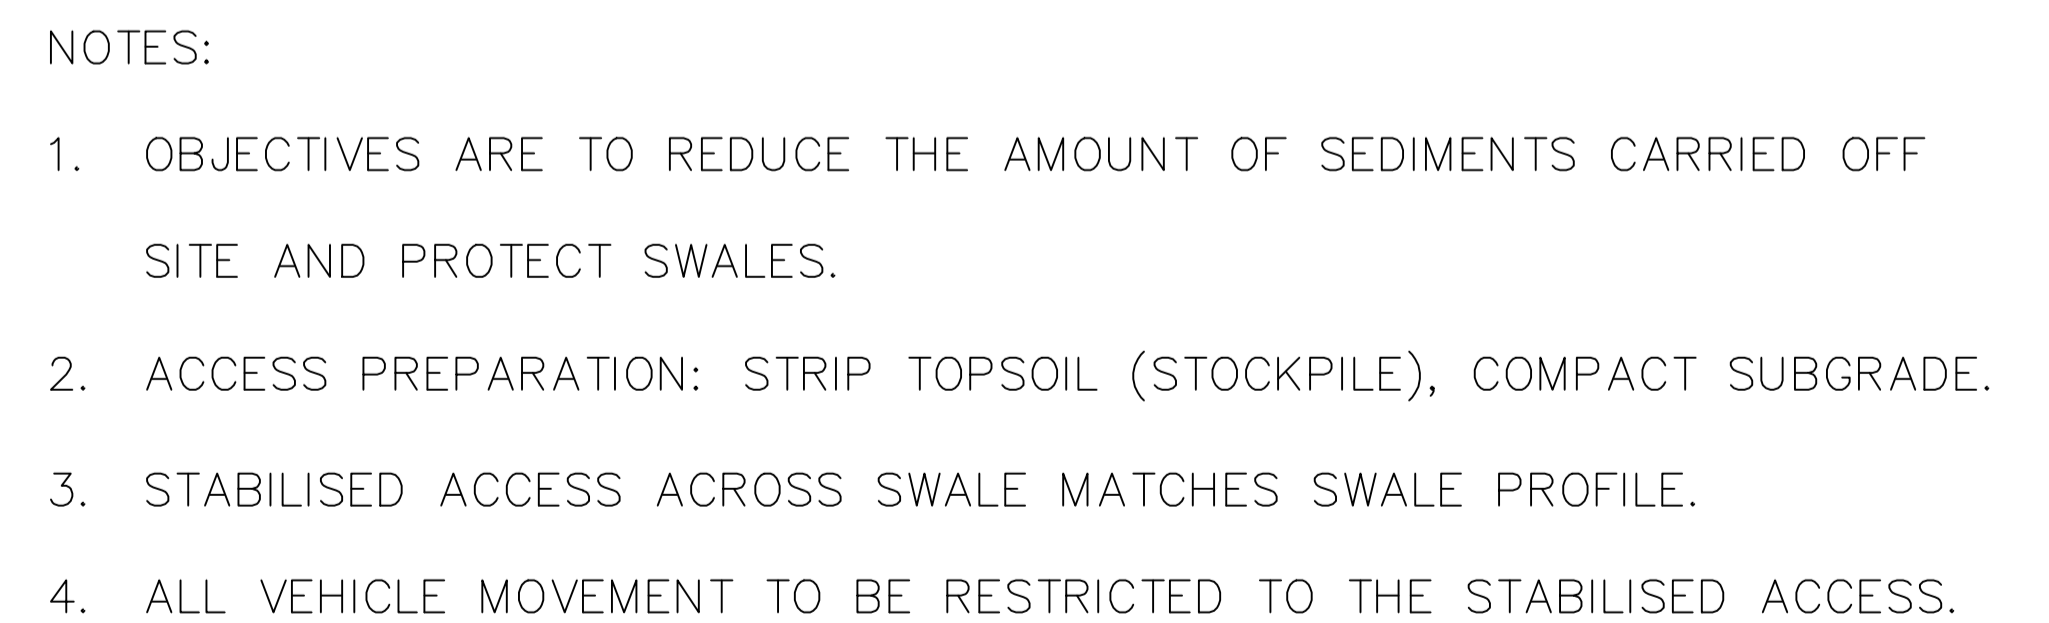 NOTES:
1. OBJECTIVES ARE TO REDUCE THE AMOUNT OF SEDIMENTS CARRIED OFF
SITE AND PROTECT SWALES.
2. ACCESS PREPARATION: STRIP TOPSOIL (STOCKPILE), COMPACT SUBGRADE.
3. STABILISED ACCESS ACROSS SWALE MATCHES SWALE PROFILE.
4. ALL VEHICLE MOVEMENT TO BE RESTRICTED TO THE STABILISED ACCESS.